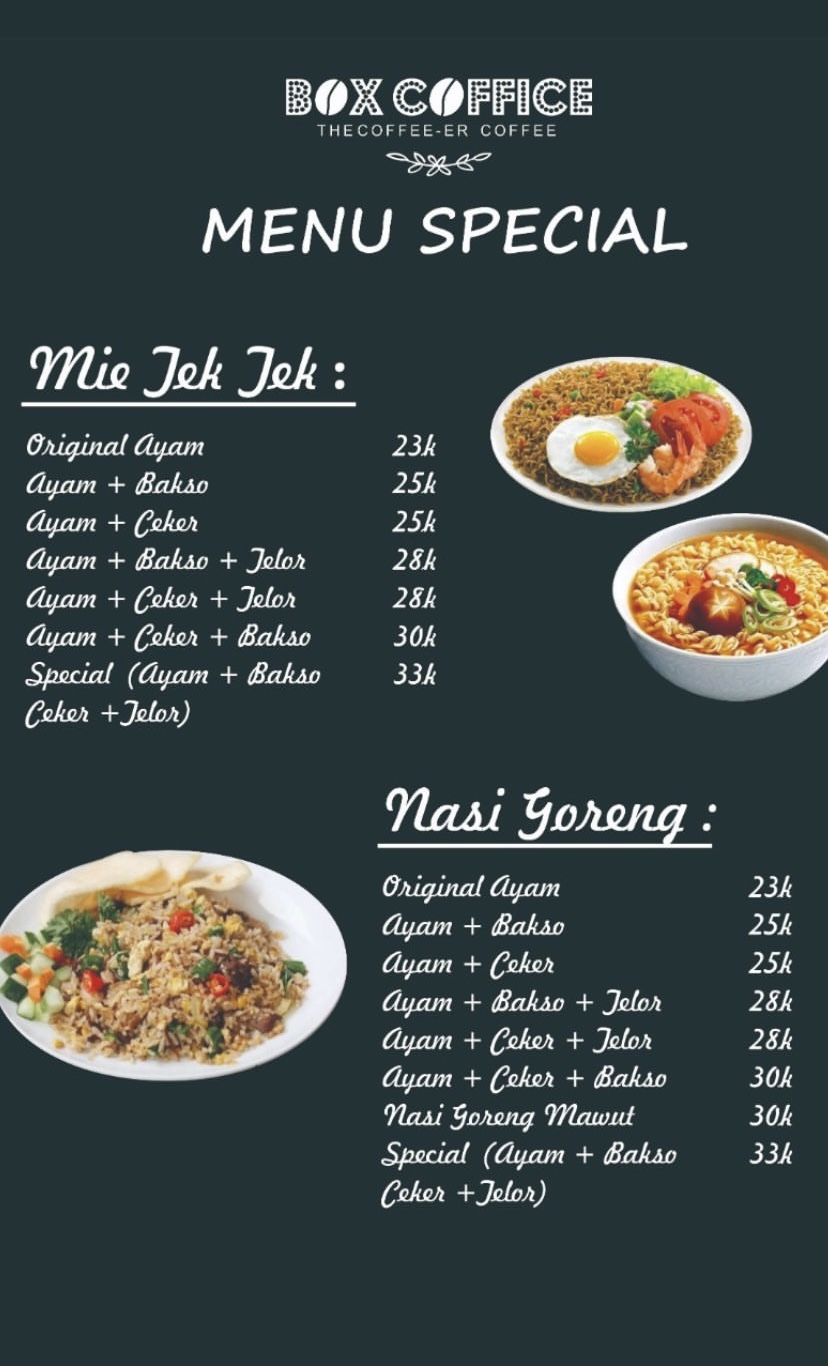 BOX COFFICE
THECOFFEE-ER COFFEE
MENU SPECIAL
Mie Tek Tek :
Original Ayam 23k
Ayam + Bakso 25k
Ayam + Ceker 25k
Ayam + Bakso + Telor 28k
Ayam + Ceker + Telor 28k
Ayam + Ceker + Bakso 30k
Special (Ayam + Bakso 33k
Ceker +Telor)
Nasi Goreng :
Original Ayam 23k
Ayam + Bakso 25k
Ayam + Ceker 25k
Ayam + Bakso + Telor 28k
Ayam + Ceker + Telor 28k
Ayam + Ceker + Bakso 30k
Nasi Goreng Mawut 30k
Special (Ayam + Bakso 33k
Ceker +Telor)